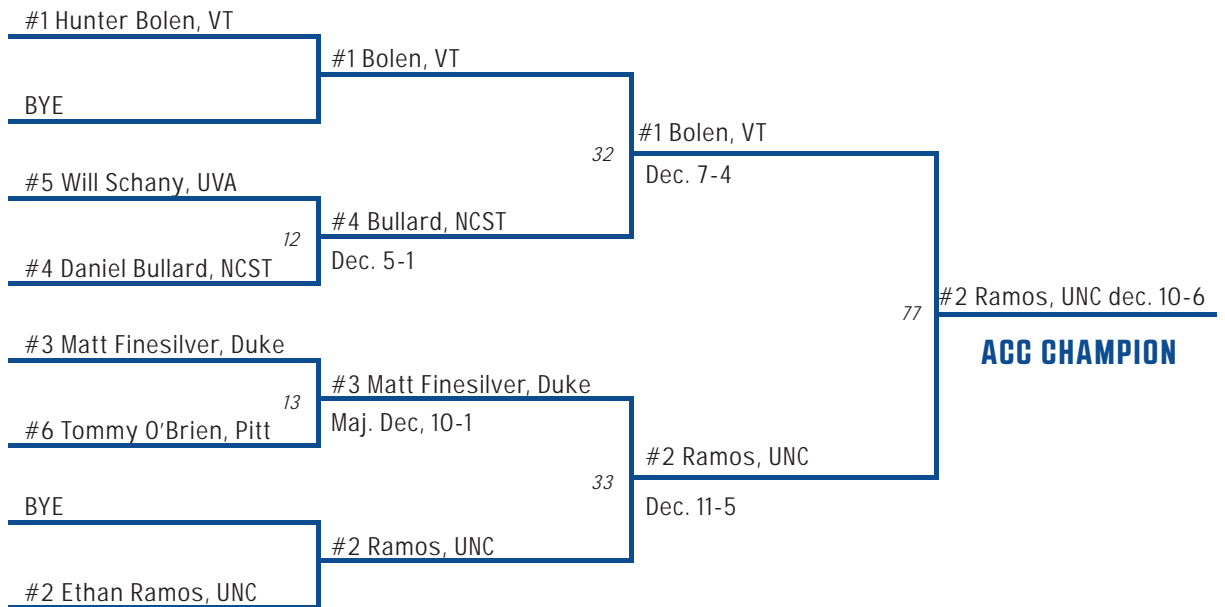 #1 Hunter Bolen, VT
#1 Bolen, VT
BYE
#1 Bolen, VT
32
Dec. 7-4
#5 Will Schany, UVA
#4 Bullard, NCST
12
Dec. 5-1
#4 Daniel Bullard, NCST
#2 Ramos, UNC dec. 10-6
77
ACC CHAMPION
#3 Matt Finesilver, Duke
#3 Matt Finesilver, Duke
13
Maj. Dec, 10-1
#6 Tommy O'Brien, Pitt
#2 Ramos, UNC
33
Dec. 11-5
BYE
#2 Ramos, UNC
#2 Ethan Ramos, UNC